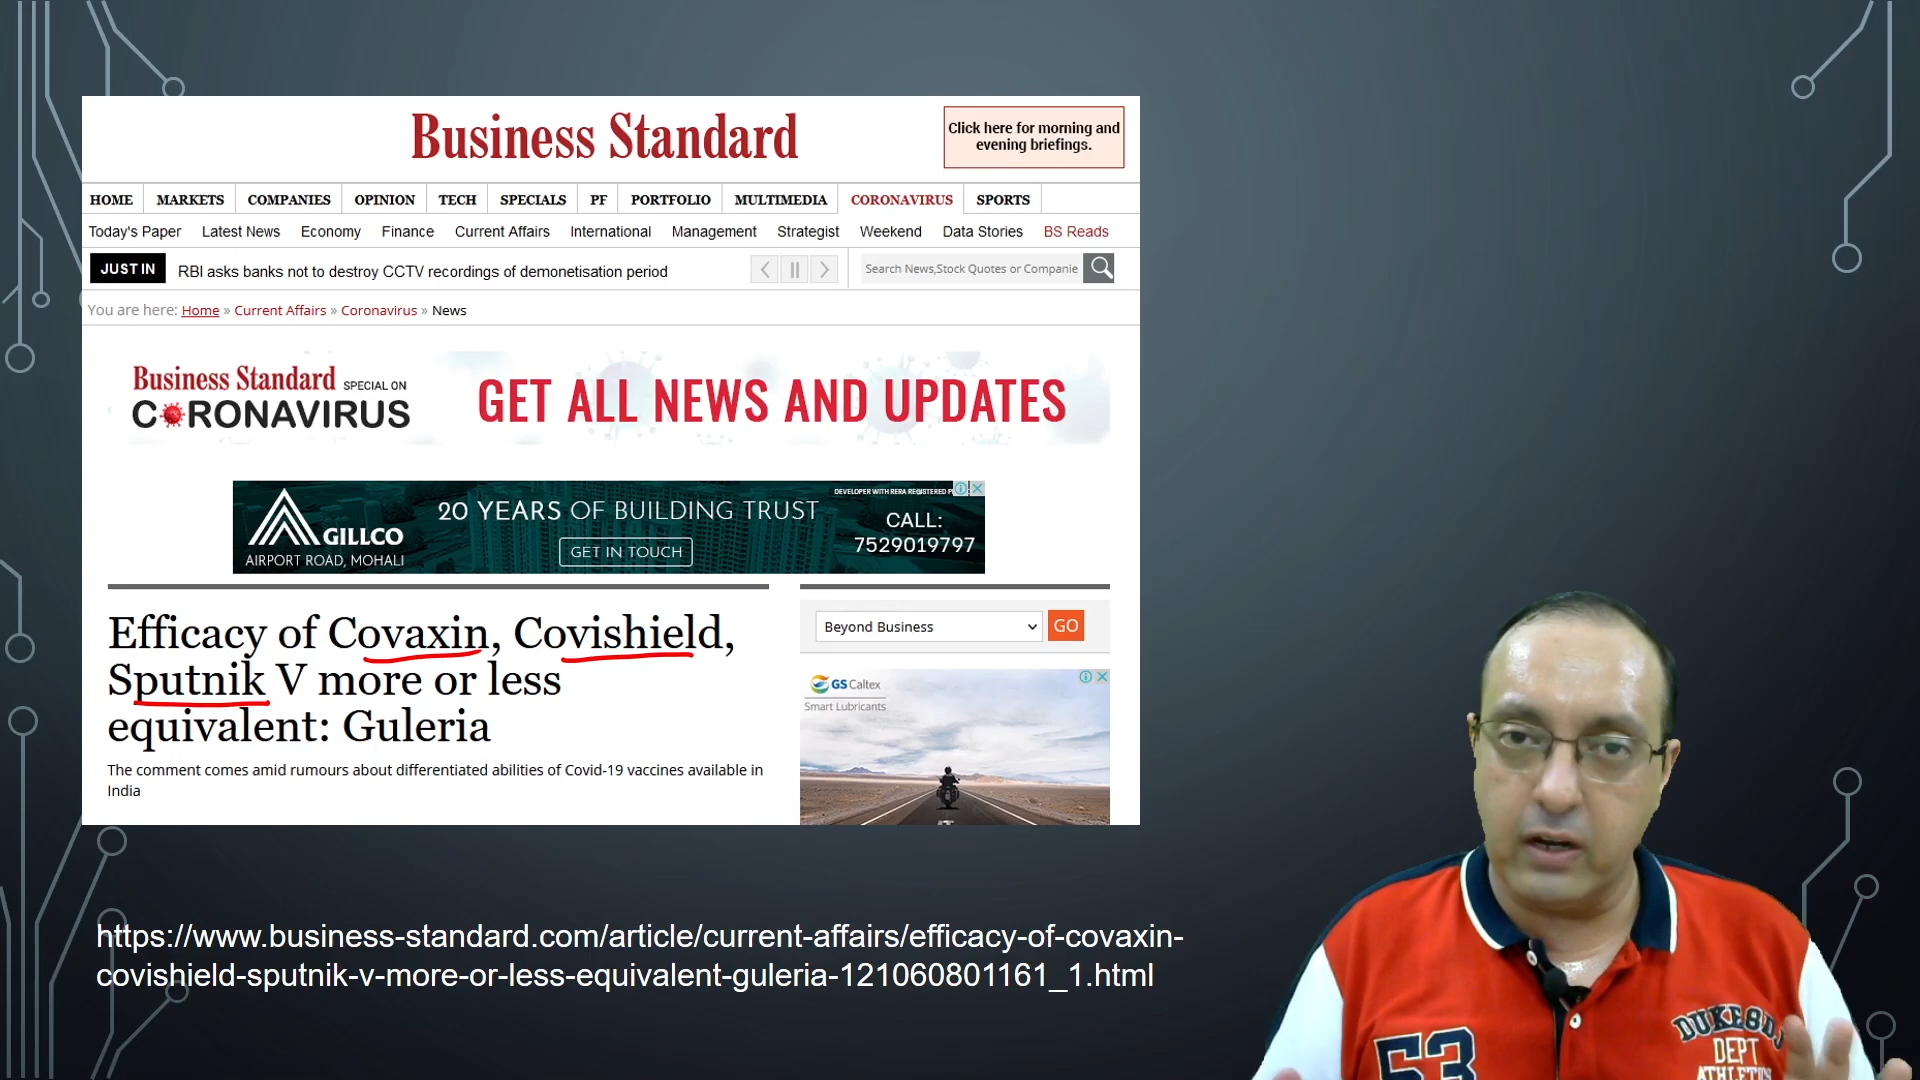 Business Standard
Click here for morning and
evening briefings.
HOME MARKETS COMPANIES OPINION TECH SPECIALS PF PORTFOLIO MULTIMEDIA CORONAVIRUS SPORTS
Today's Paper Latest News Economy Finance Current Affairs International Management Strategist Weekend Data Stories BS Reads
JUST IN RBI asks banks not to destroy CCTV recordings of demonetisation period
Search News,Stock Quotes or Companie
You are here: Home » Current Affairs » Coronavirus » News
Business Standard SPECIAL ON
CORONAVIRUS
GET ALL NEWS AND UPDATES
GILLCO
AIRPORT ROAD, MOHALI
20 YEARS OF BUILDING TRUST
GET IN TOUCH
DEVELOPER WITH RERA REGISTERED
CALL:
7529019797
Efficacy of Covaxin, Covishield,
Sputnik V more or less
equivalent: Guleria
The comment comes amid rumours about differentiated abilities of Covid-19 vaccines available in
India
Beyond Business GO
GS Caltex
Smart Lubricants
https://www.business-standard.com/article/current-affairs/efficacy-of-covaxin-
covishield-sputnik-v-more-or-less-equivalent-guleria-121060801161_1.html
53
DEPT